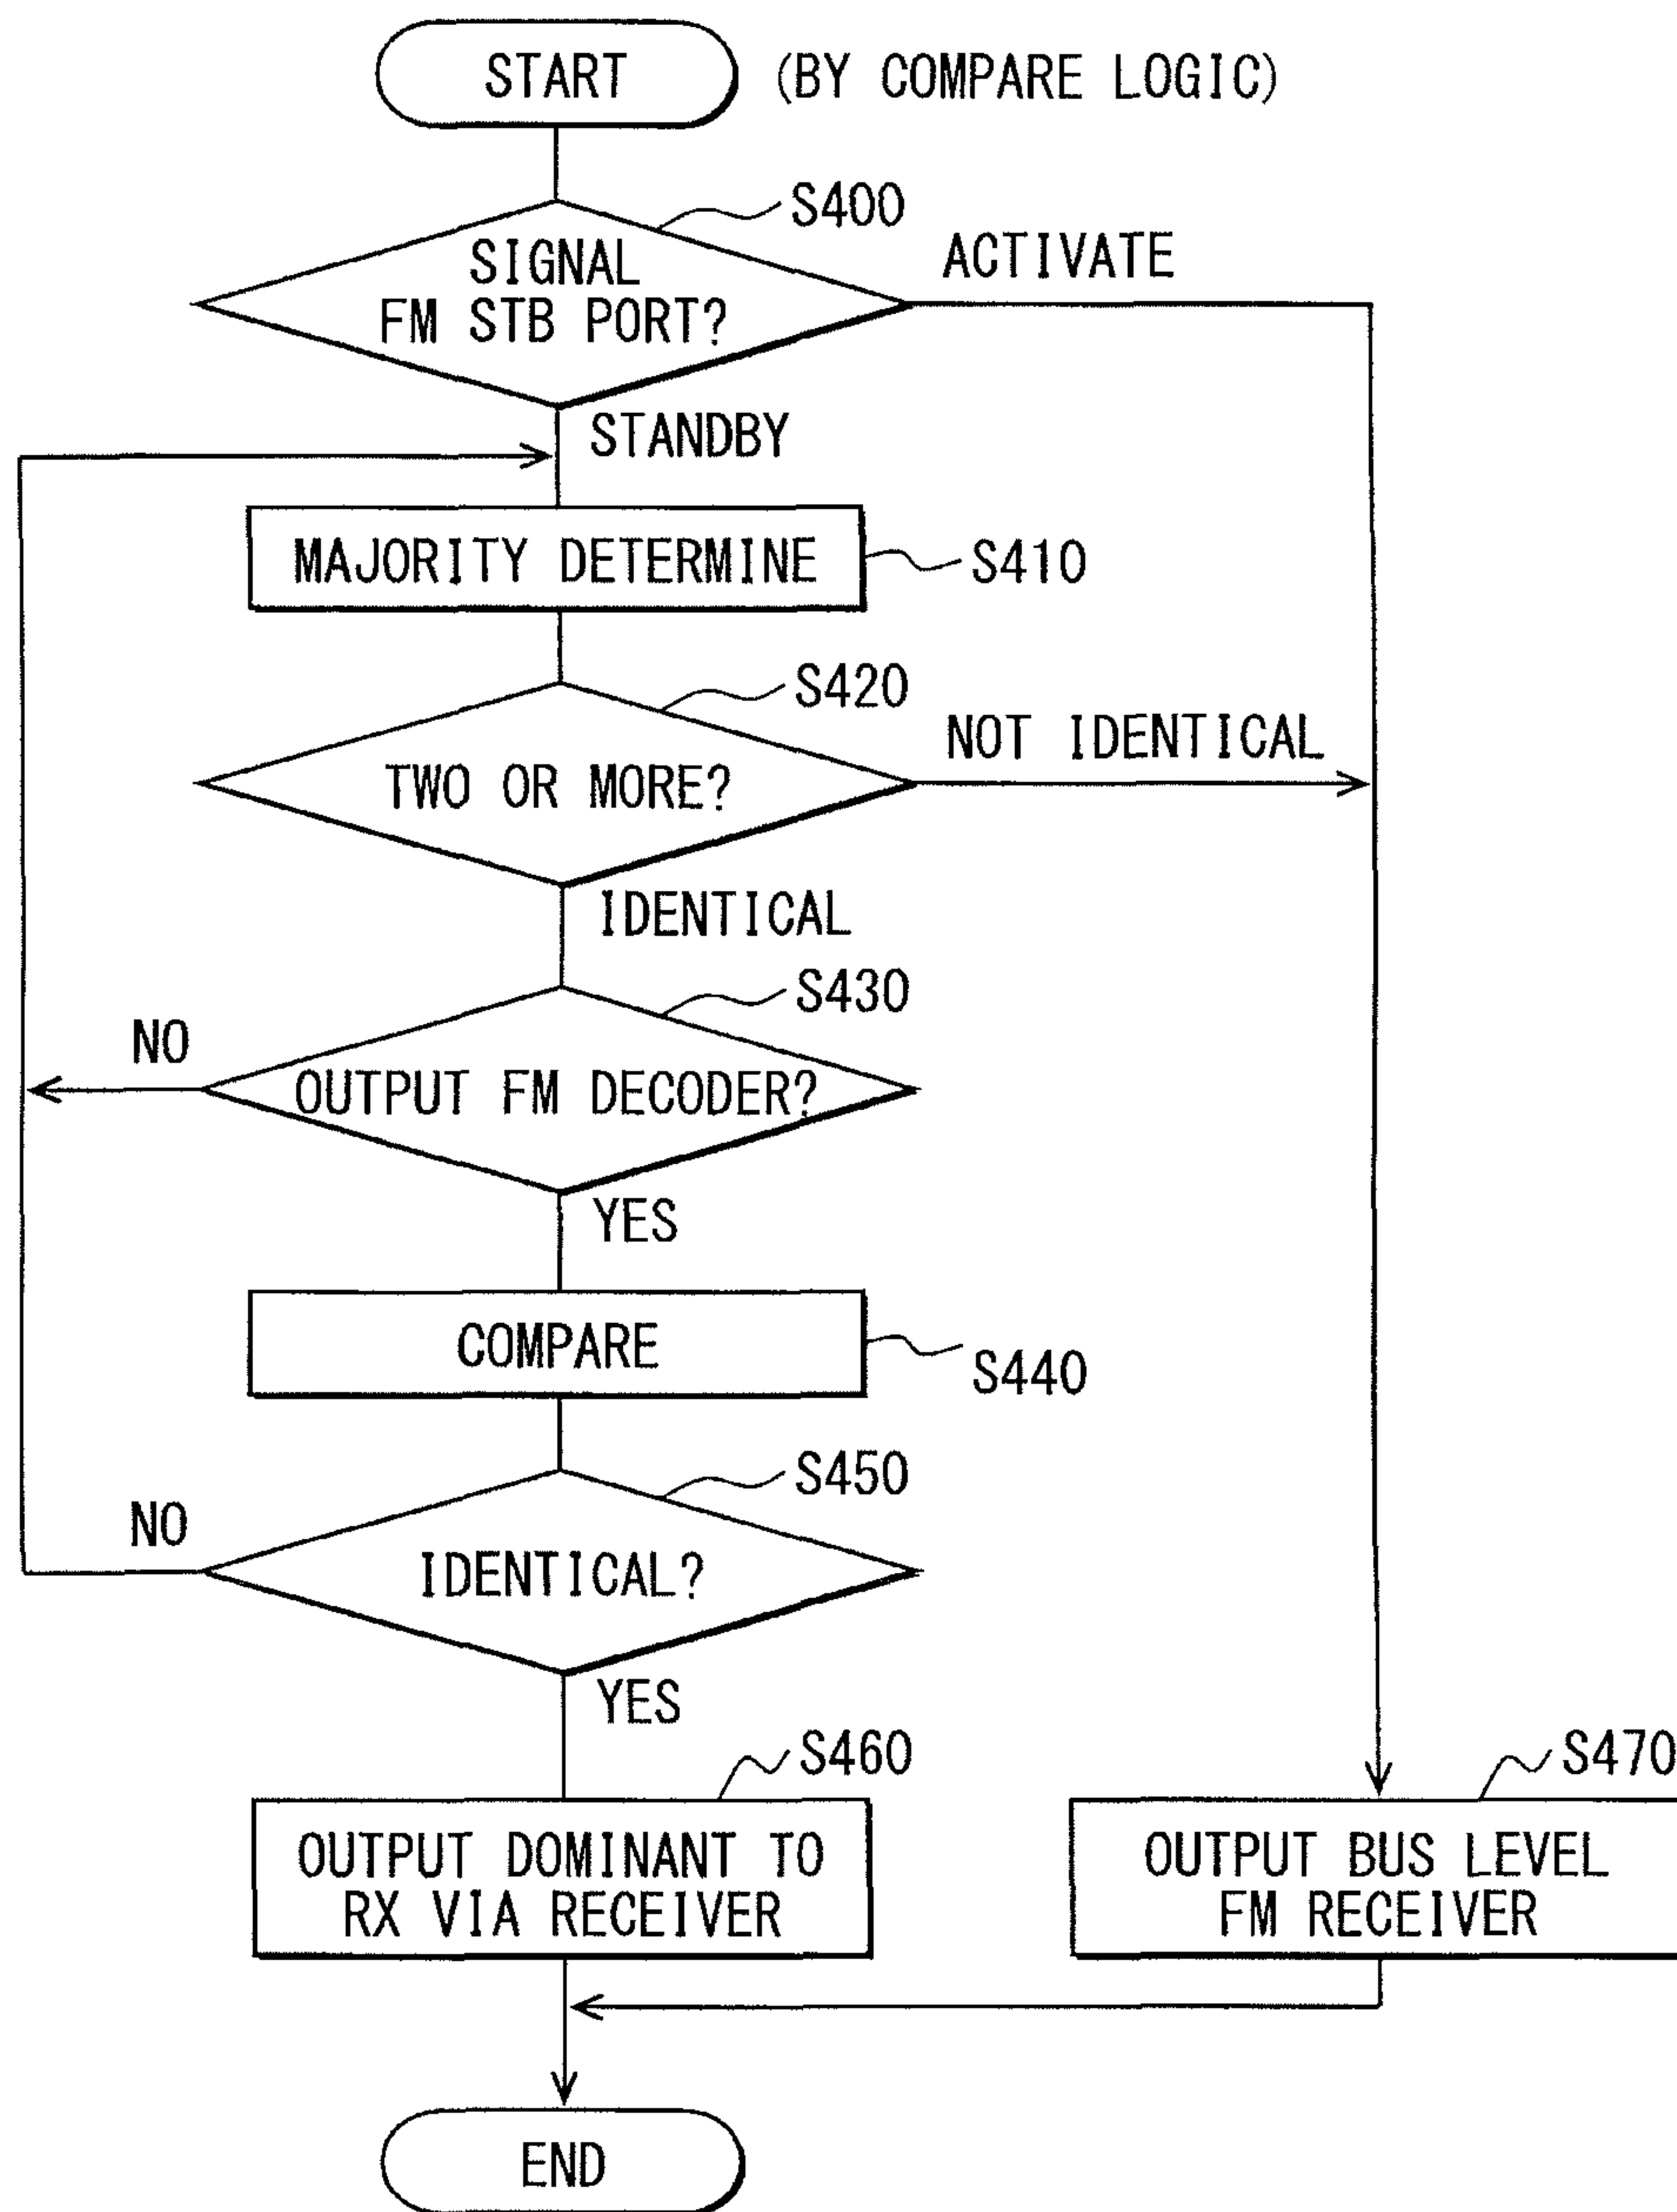 START (BY COMPARE LOGIC)
S400
SIGNAL
FM STB PORT?
ACTIVATE
STANDBY
MAJORITY DETERMINE
S410
S420
TWO OR MORE?
NOT IDENTICAL
IDENTICAL
S430
OUTPUT FM DECODER?
NO
YES
COMPARE
S440
S450
IDENTICAL?
NO
YES
S460
OUTPUT DOMINANT TO
RX VIA RECEIVER
S470
OUTPUT BUS LEVEL
FM RECEIVER
END